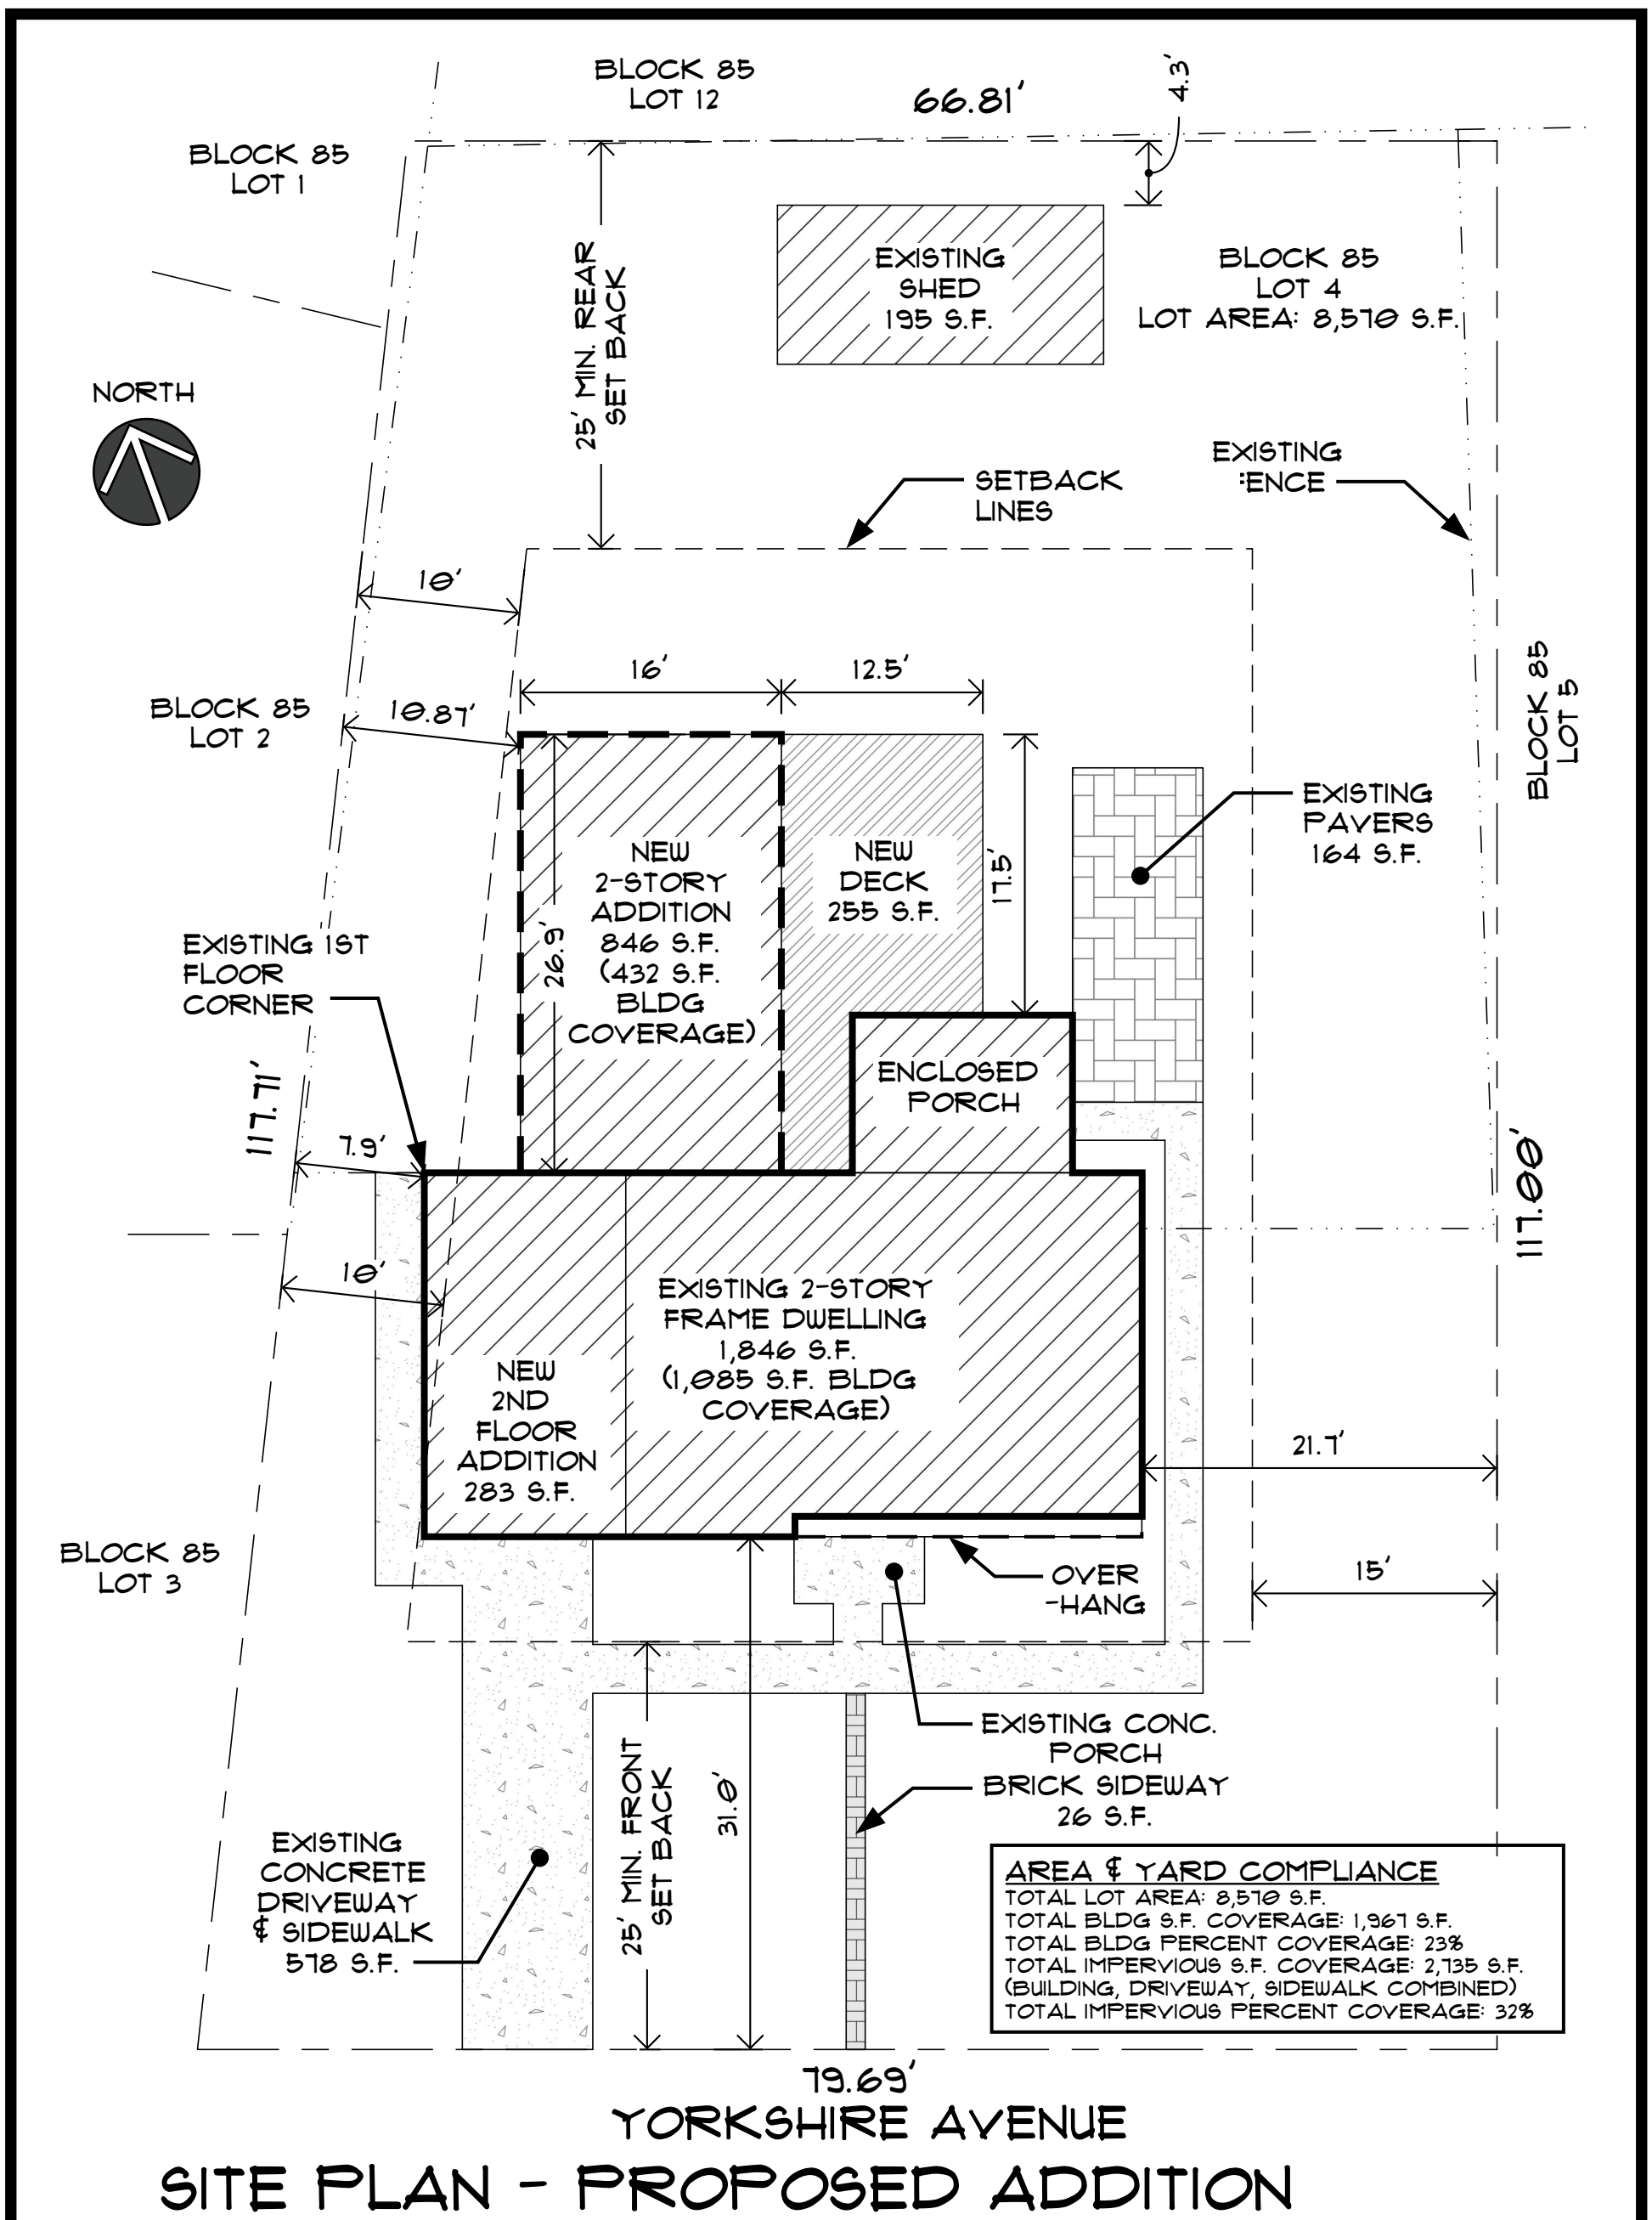 BLOCK 85
LOT 12
66.81'
4.3'
BLOCK 85
LOT 1
EXISTING
SHED
195 S.F.
BLOCK 85
LOT 4
LOT AREA: 8,570 S.F.
25' MIN. REAR
SET BACK
NORTH
SETBACK
LINES
EXISTING
FENCE
10'
16'
12.5'
BLOCK 85
LOT 5
BLOCK 85
LOT 2
10.87'
EXISTING
PAVERS
164 S.F.
NEW
2-STORY
ADDITION
846 S.F.
(432 S.F.
BLDG
COVERAGE)
26.9'
NEW
DECK
255 S.F.
17.5'
EXISTING 1ST
FLOOR
CORNER
ENCLOSED
PORCH
117.71'
7.9'
117.00'
10'
EXISTING 2-STORY
FRAME DWELLING
1,846 S.F.
(1,085 S.F. BLDG
COVERAGE)
NEW
2ND
FLOOR
ADDITION
283 S.F.
21.7'
BLOCK 85
LOT 3
OVER
-HANG
15'
25' MIN. FRONT
SET BACK
31.0'
EXISTING CONC.
PORCH
BRICK SIDEWAY
26 S.F.
EXISTING
CONCRETE
DRIVEWAY
& SIDEWALK
578 S.F.
AREA & YARD COMPLIANCE
TOTAL LOT AREA: 8,570 S.F.
TOTAL BLDG S.F. COVERAGE: 1,967 S.F.
TOTAL BLDG PERCENT COVERAGE: 23%
TOTAL IMPERVIOUS S.F. COVERAGE: 2,735 S.F.
(BUILDING, DRIVEWAY, SIDEWALK COMBINED)
TOTAL IMPERVIOUS PERCENT COVERAGE: 32%
79.69'
YORKSHIRE AVENUE
SITE PLAN - PROPOSED ADDITION